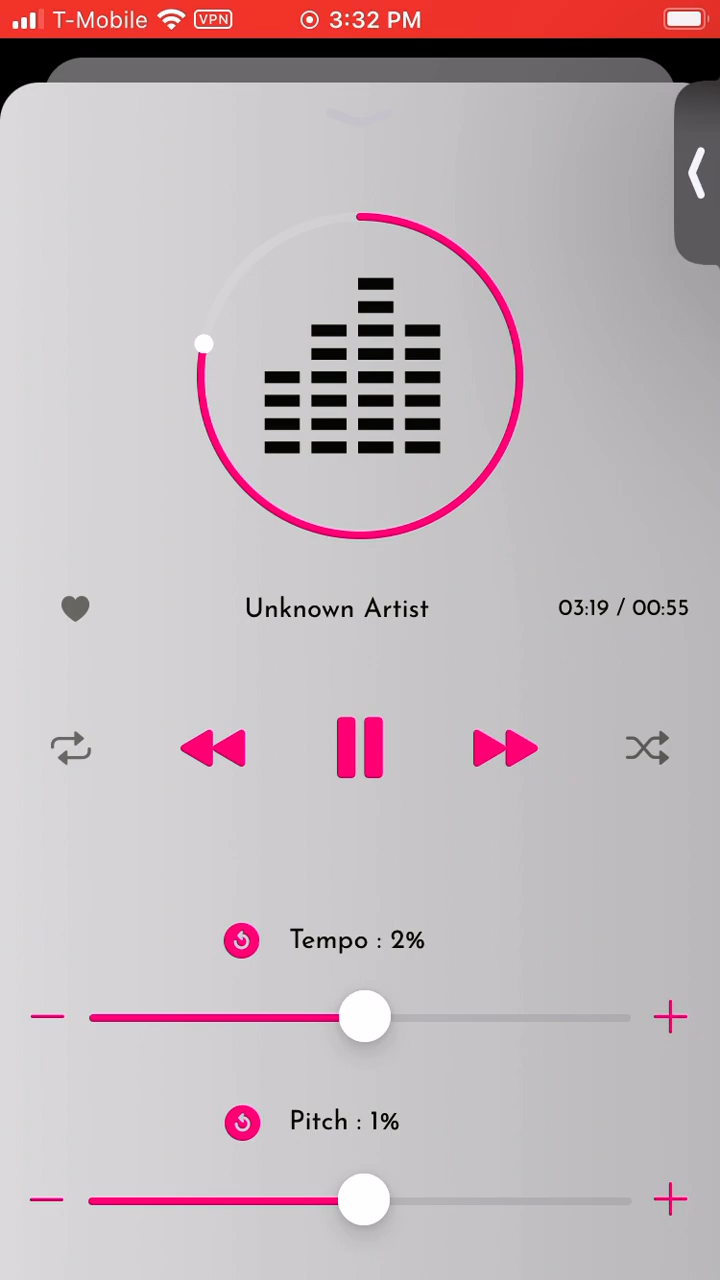 T-Mobile VPN 3:32 PM
Unknown Artist 03:19 / 00:55
Tempo : 2%
Pitch : 1%